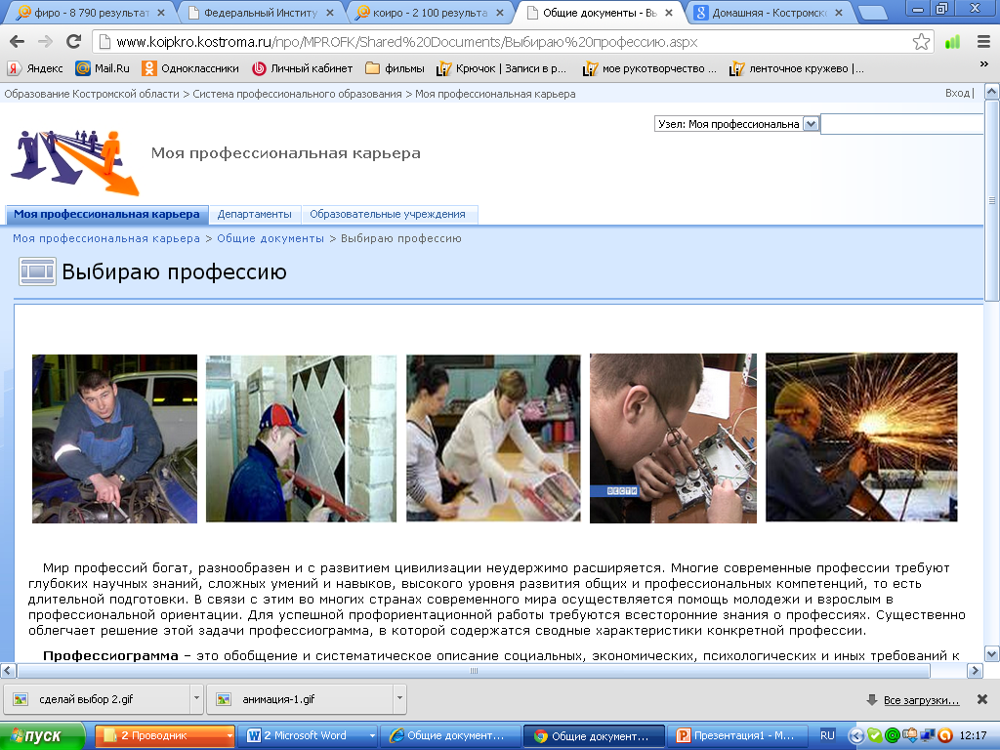 фиро - 8 790 результат
Федеральный Институ
коиро - 2 100 результа
Общие документы - Вы
Домашняя - Костромск
www.koipkro.kostroma.ru/npo/MPROFK/Shared%20Documents/Выбираю%20профессию.aspx
Яндекс
Mail.Ru
Одноклассники
Личный кабинет
фильмы
Крючок | Записи в р...
мое рукотворчество ...
ленточное кружево |...
»
Образование Костромской области > Система профессионального образования > Моя профессиональная карьера
Вход |
Узел: Моя профессиональна
Моя профессиональная карьера
Моя профессиональная карьера
Департаменты
Образовательные учреждения
Моя профессиональная карьера > Общие документы > Выбираю профессию
Выбираю профессию
ВЕСТИ
Мир профессий богат, разнообразен и с развитием цивилизации неудержимо расширяется. Многие современные профессии требуют
глубоких научных знаний, сложных умений и навыков, высокого уровня развития общих и профессиональных компетенций, то есть
длительной подготовки. В связи с этим во многих странах современного мира осуществляется помощь молодежи и взрослым в
профессиональной ориентации. Для успешной профориентационной работы требуются всесторонние знания о профессиях. Существенно
облегчает решение этой задачи профессиограмма, в которой содержатся сводные характеристики конкретной профессии.
Профессиограмма – это обобщение и систематическое описание социальных, экономических, психологических и иных требований к
сделай выбор 2.gif
анимация-1.gif
Все загрузки...
пуск
2 Проводник
2 Microsoft Word
Общие документ...
Общие документ...
Презентация1 - М...
RU
12:17